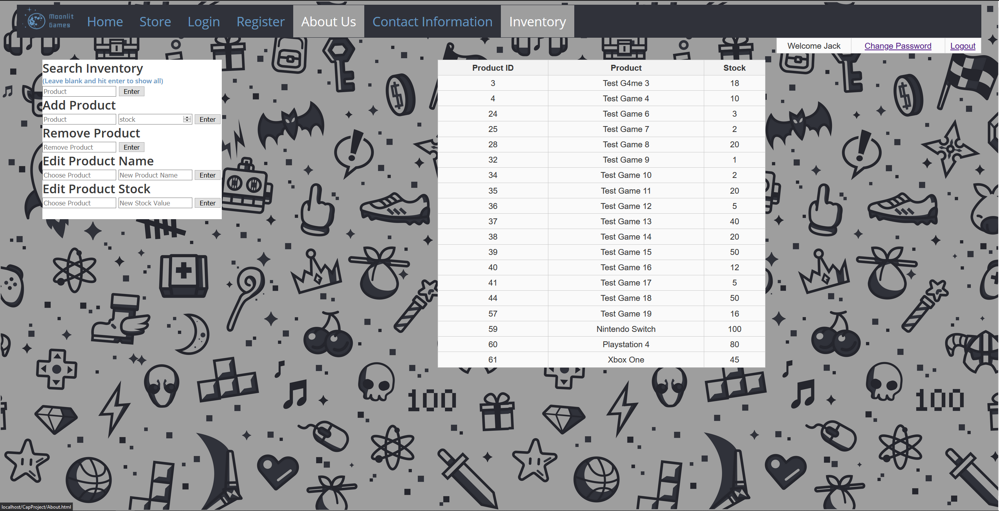 Moonlit Games Home Store Login Register About Us Contact Information Inventory
Welcome Jack Change Password Logout
Search Inventory
(Leave blank and hit enter to show all)
Product Enter
Add Product
Product stock Enter
Remove Product
Remove Product Enter
Edit Product Name
Choose Product New Product Name Enter
Edit Product Stock
Choose Product New Stock Value Enter
Product ID Product Stock
3 Test G4me 3 18
4 Test Game 4 10
24 Test Game 6 3
25 Test Game 7 2
28 Test Game 8 20
32 Test Game 9 1
34 Test Game 10 2
35 Test Game 11 20
36 Test Game 12 5
37 Test Game 13 40
38 Test Game 14 20
39 Test Game 15 50
40 Test Game 16 12
41 Test Game 17 5
44 Test Game 18 50
57 Test Game 19 16
59 Nintendo Switch 100
60 Playstation 4 80
61 Xbox One 45
100 100
localhost/CapProject/About.html